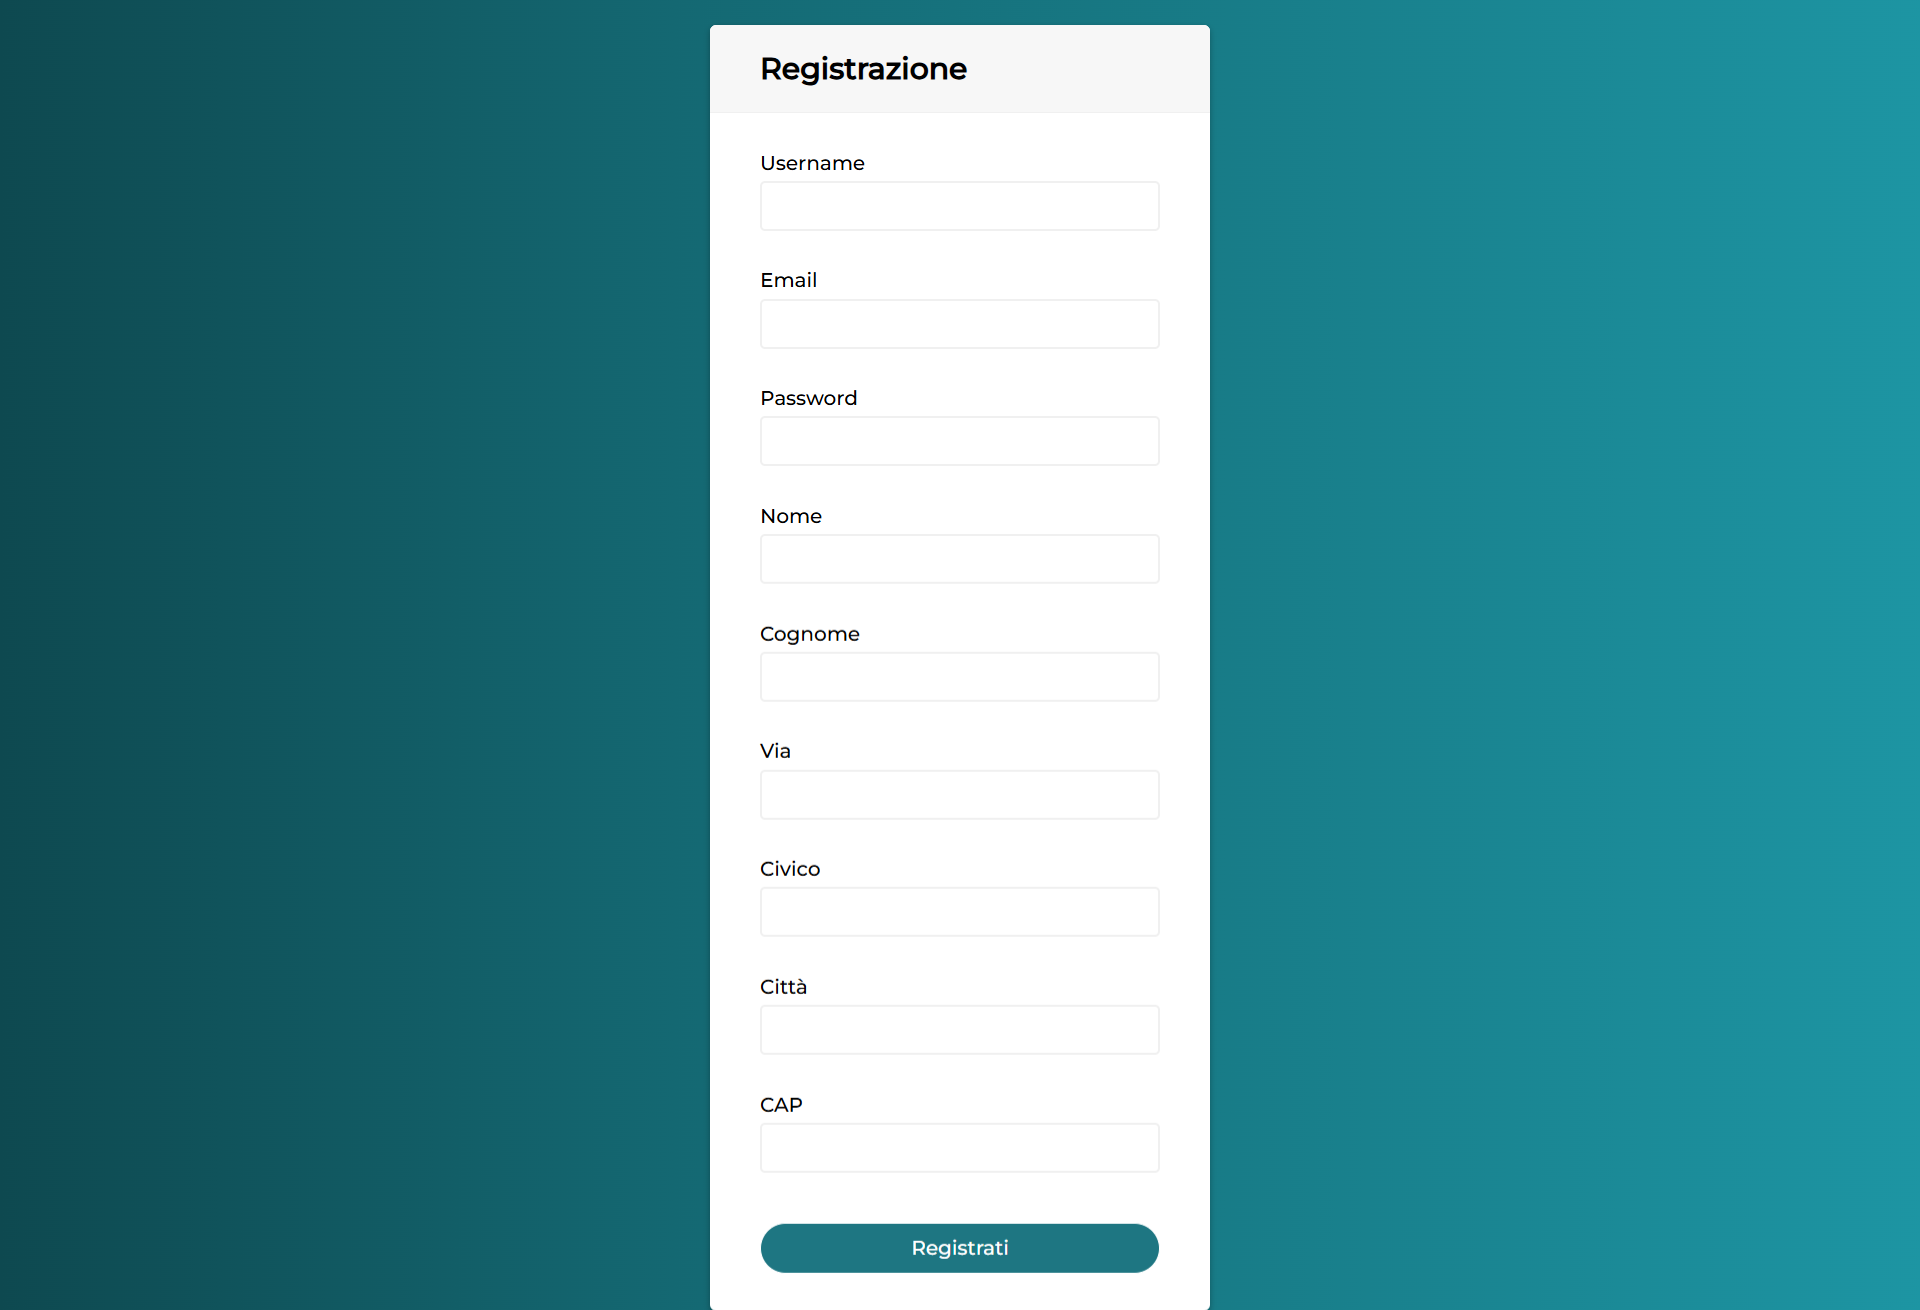 Registrazione
Username
Email
Password
Nome
Cognome
Via
Civico
Città
CAP
Registrati